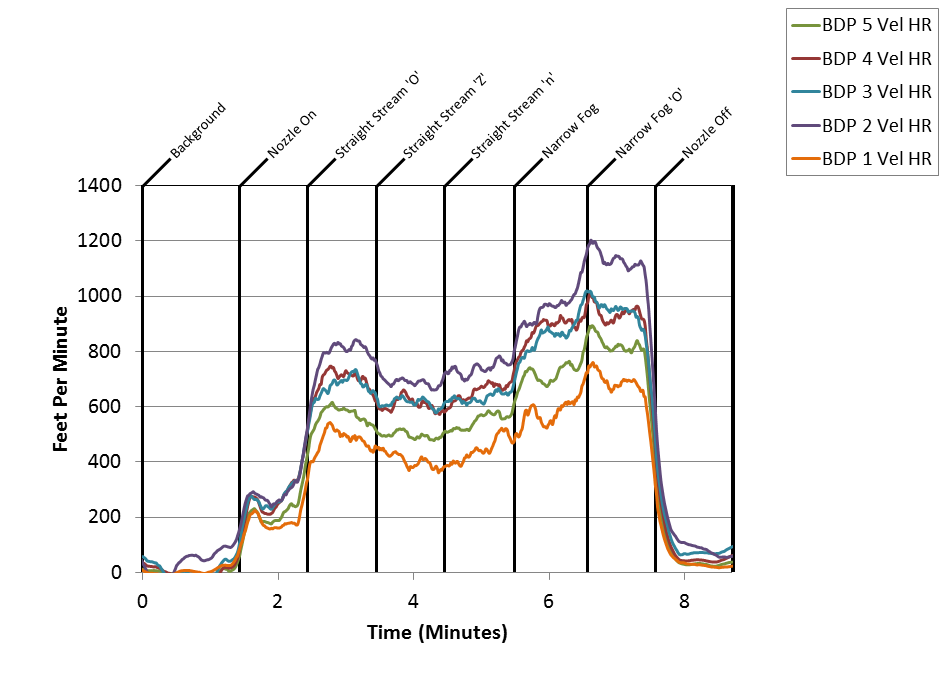 BDP 5 Vel HR
BDP 4 Vel HR
BDP 3 Vel HR
BDP 2 Vel HR
BDP 1 Vel HR
Background
Nozzle On
Straight Stream 'O'
Straight Stream 'Z'
Straight Stream 'n'
Narrow Fog
Narrow Fog 'O'
Nozzle Off
1400
1200
1000
800
600
400
200
0
Feet Per Minute
0 2 4 6 8
Time (Minutes)